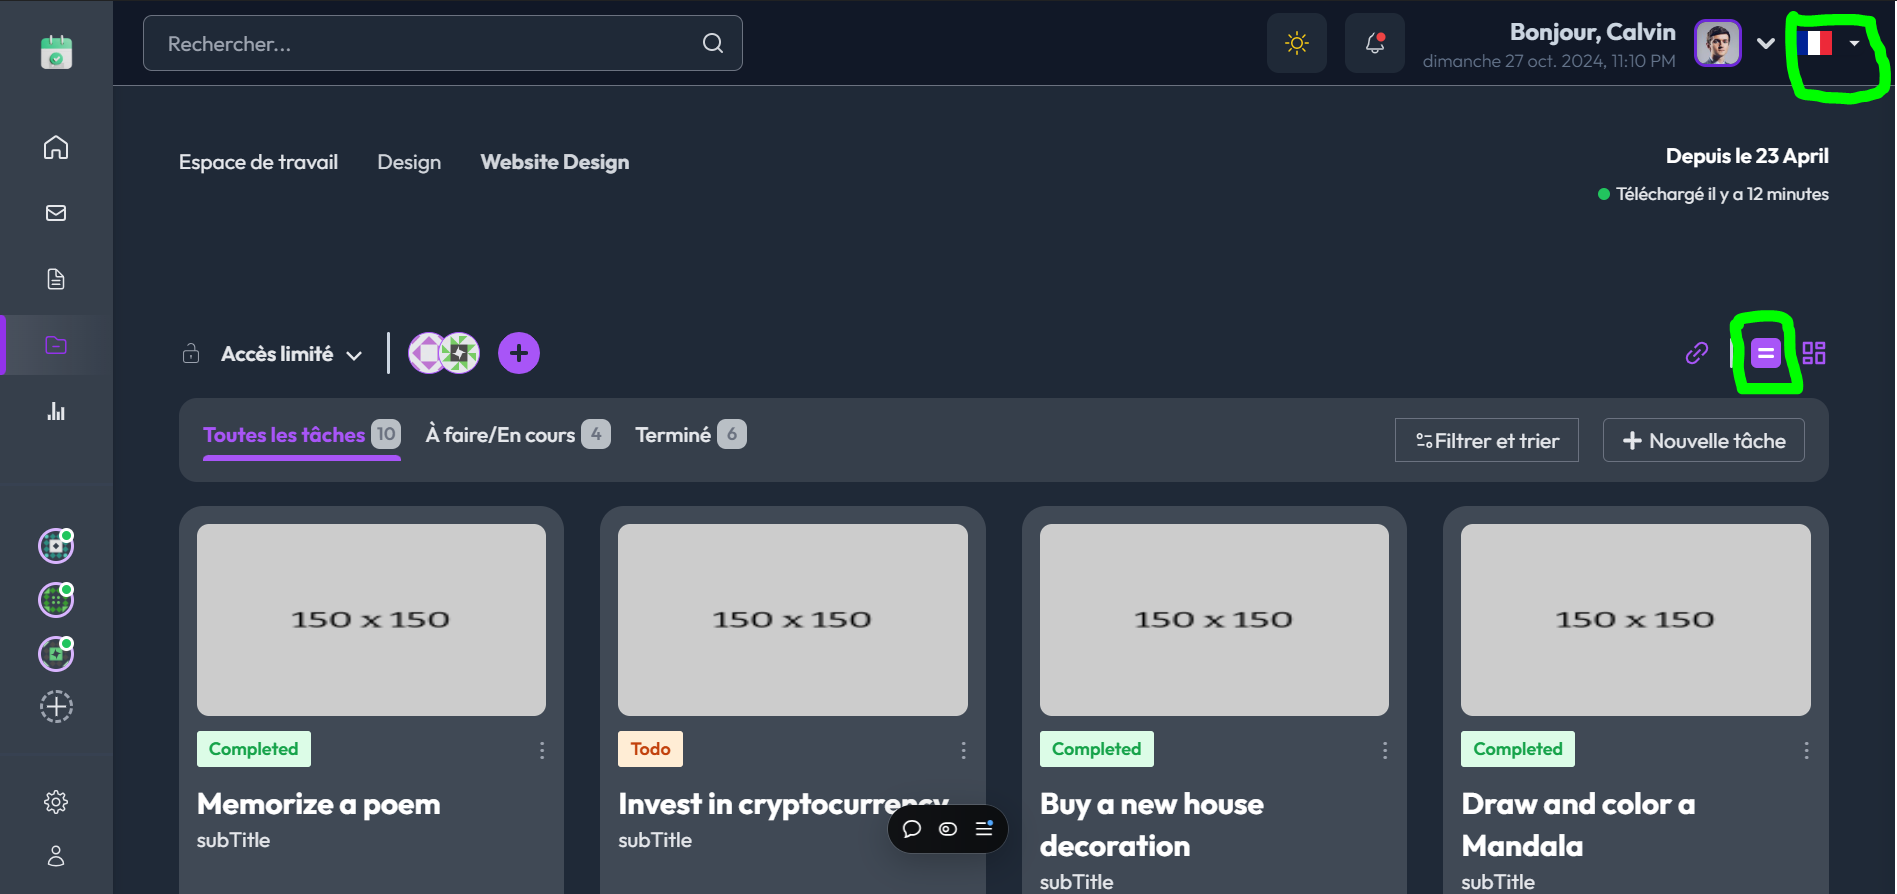 Rechercher...
Bonjour, Calvin
dimanche 27 oct. 2024, 11:10 PM
Espace de travail
Design
Website Design
Depuis le 23 April
Téléchargé il y a 12 minutes
Accès limité
Toutes les tâches 10
À faire/En cours 4
Terminé 6
Filtrer et trier
Nouvelle tâche
150 x 150
150 x 150
150 x 150
150 x 150
Completed
Todo
Completed
Completed
Memorize a poem
subTitle
Invest in cryptocurrency
subTitle
Buy a new house
decoration
subTitle
Draw and color a
Mandala
subTitle